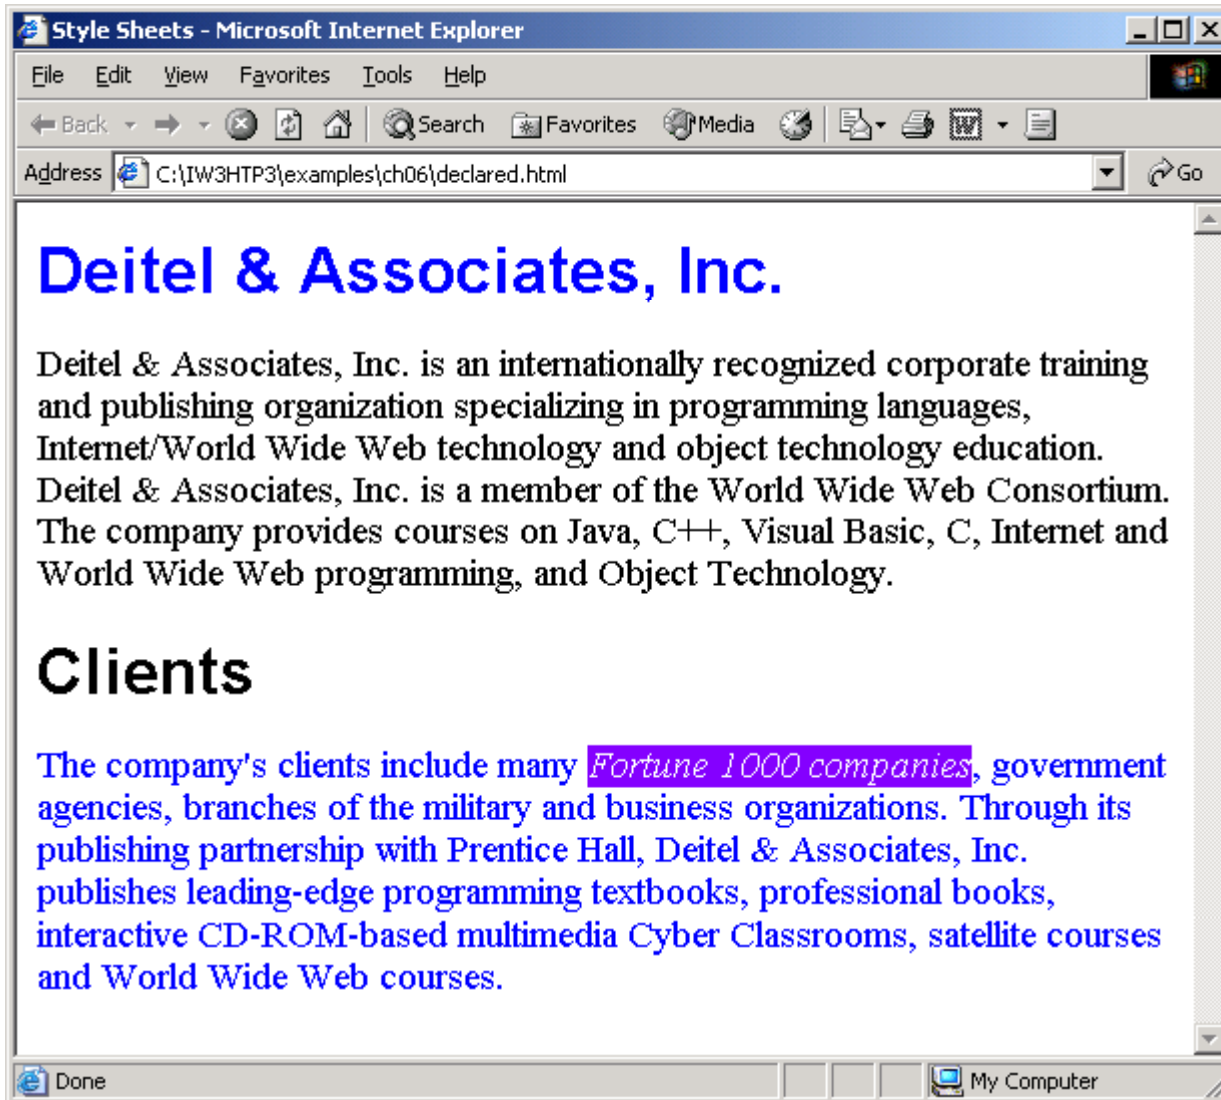 Style Sheets - Microsoft Internet Explorer
File Edit View Favorites Tools Help
Back Search Favorites Media
Address C:\IW3HTP3\examples\ch06\declared.html Go
Deitel & Associates, Inc.
Deitel & Associates, Inc. is an internationally recognized corporate training
and publishing organization specializing in programming languages,
Internet/World Wide Web technology and object technology education.
Deitel & Associates, Inc. is a member of the World Wide Web Consortium.
The company provides courses on Java, C++, Visual Basic, C, Internet and
World Wide Web programming, and Object Technology.
Clients
The company's clients include many Fortune 1000 companies, government
agencies, branches of the military and business organizations. Through its
publishing partnership with Prentice Hall, Deitel & Associates, Inc.
publishes leading-edge programming textbooks, professional books,
interactive CD-ROM-based multimedia Cyber Classrooms, satellite courses
and World Wide Web courses.
Done My Computer